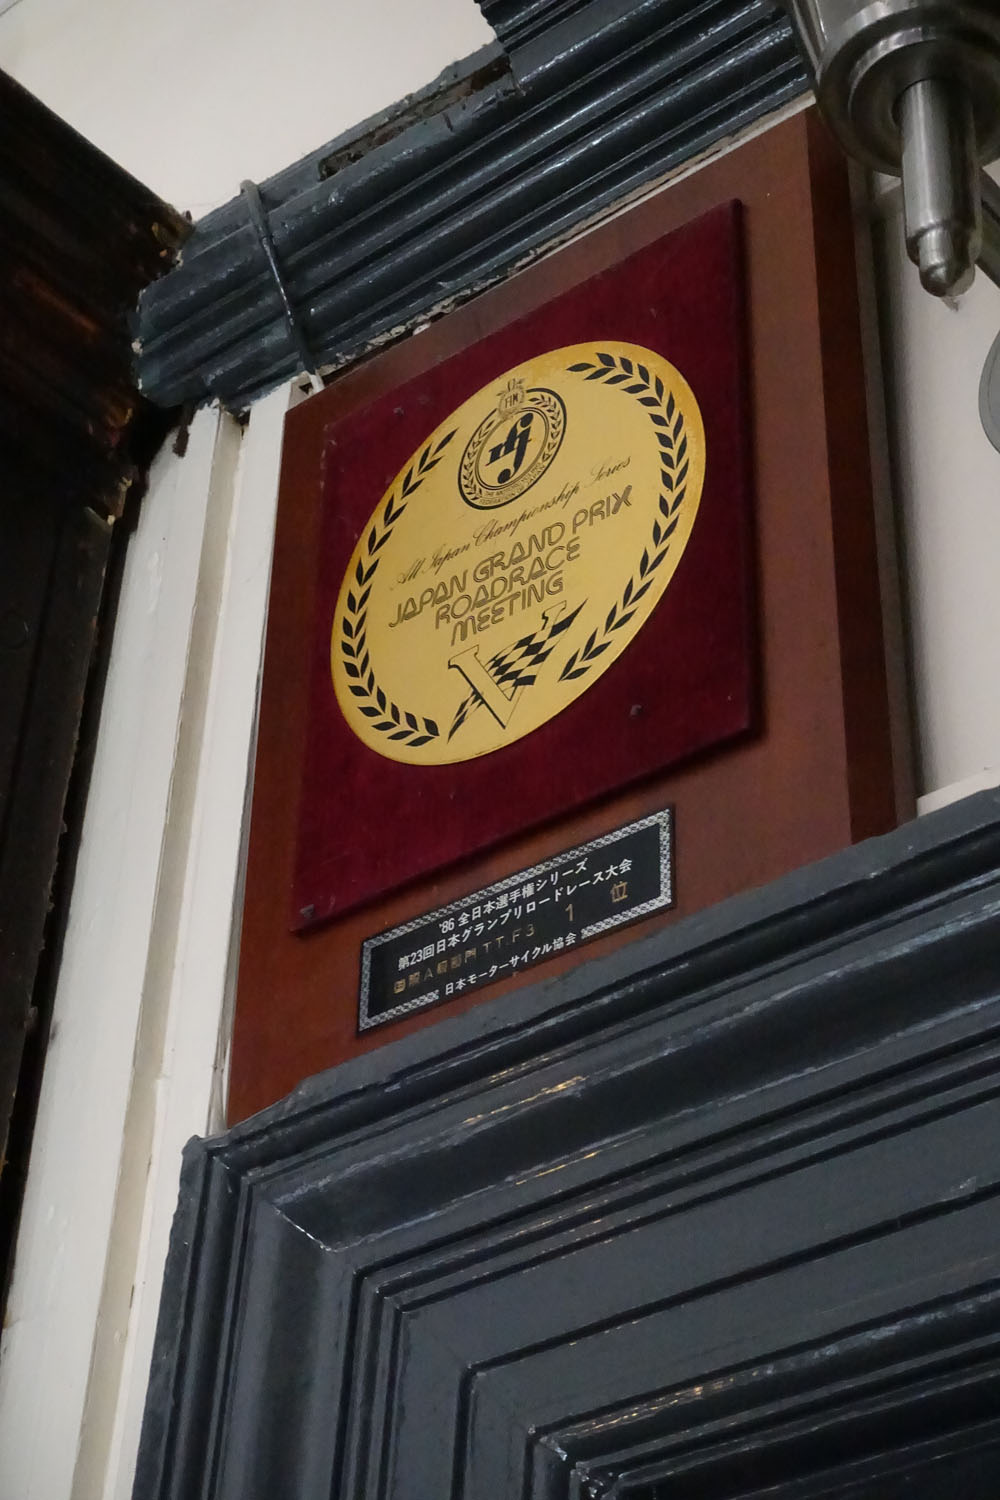 FIM
mfj
All Japan Championship Series
JAPAN GRAND PRIX
ROADRACE
MEETING
'86 全日本選手権シリーズ
第23回日本グランプリロードレース大会
国際A級 部門 TT.F3 1 位
日本モーターサイクル協会